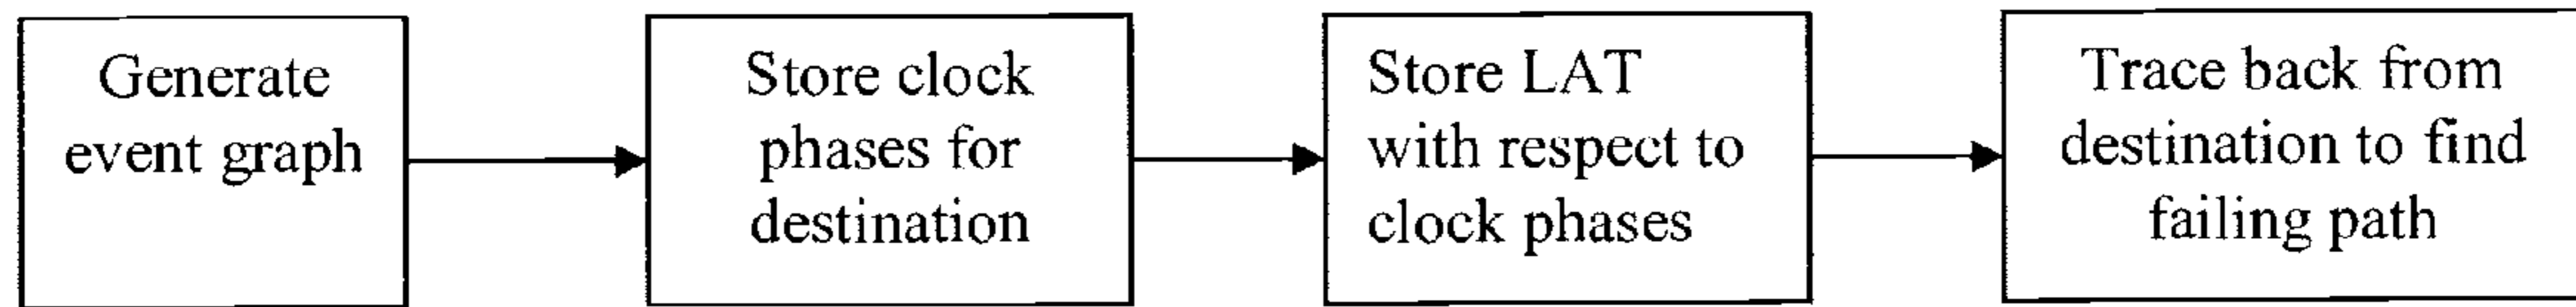 Generate
event graph
Store clock
phases for
destination
Store LAT
with respect to
clock phases
Trace back from
destination to find
failing path